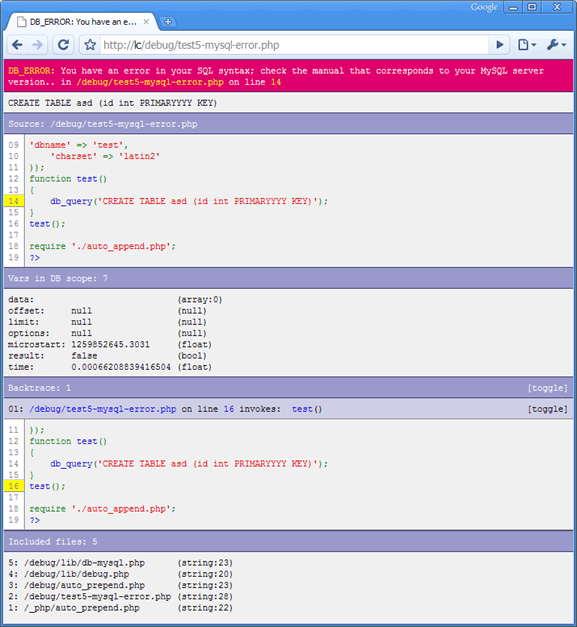 Google
DB_ERROR: You have an e...
http://lc/debug/test5-mysql-error.php
DB_ERROR: You have an error in your SQL syntax; check the manual that corresponds to your MySQL server
version.. in /debug/test5-mysql-error.php on line 14
CREATE TABLE asd (id int PRIMARYYYY KEY)
Source: /debug/test5-mysql-error.php
09 'dbname' => 'test',
10 'charset' => 'latin2'
11 ));
12 function test()
13 {
14 db_query('CREATE TABLE asd (id int PRIMARYYYY KEY)');
15 }
16 test();
17
18 require './auto_append.php';
19 ?>
Vars in DB scope: 7
data: (array:0)
offset: null (null)
limit: null (null)
options: null (null)
microstart: 1259852645.3031 (float)
result: false (bool)
time: 0.00066208839416504 (float)
Backtrace: 1 [toggle]
01: /debug/test5-mysql-error.php on line 16 invokes: test() [toggle]
11 ));
12 function test()
13 {
14 db_query('CREATE TABLE asd (id int PRIMARYYYY KEY)');
15 }
16 test();
17
18 require './auto_append.php';
19 ?>
Included files: 5
5: /debug/lib/db-mysql.php (string:23)
4: /debug/lib/debug.php (string:20)
3: /debug/auto_prepend.php (string:23)
2: /debug/test5-mysql-error.php (string:28)
1: /_php/auto_prepend.php (string:22)